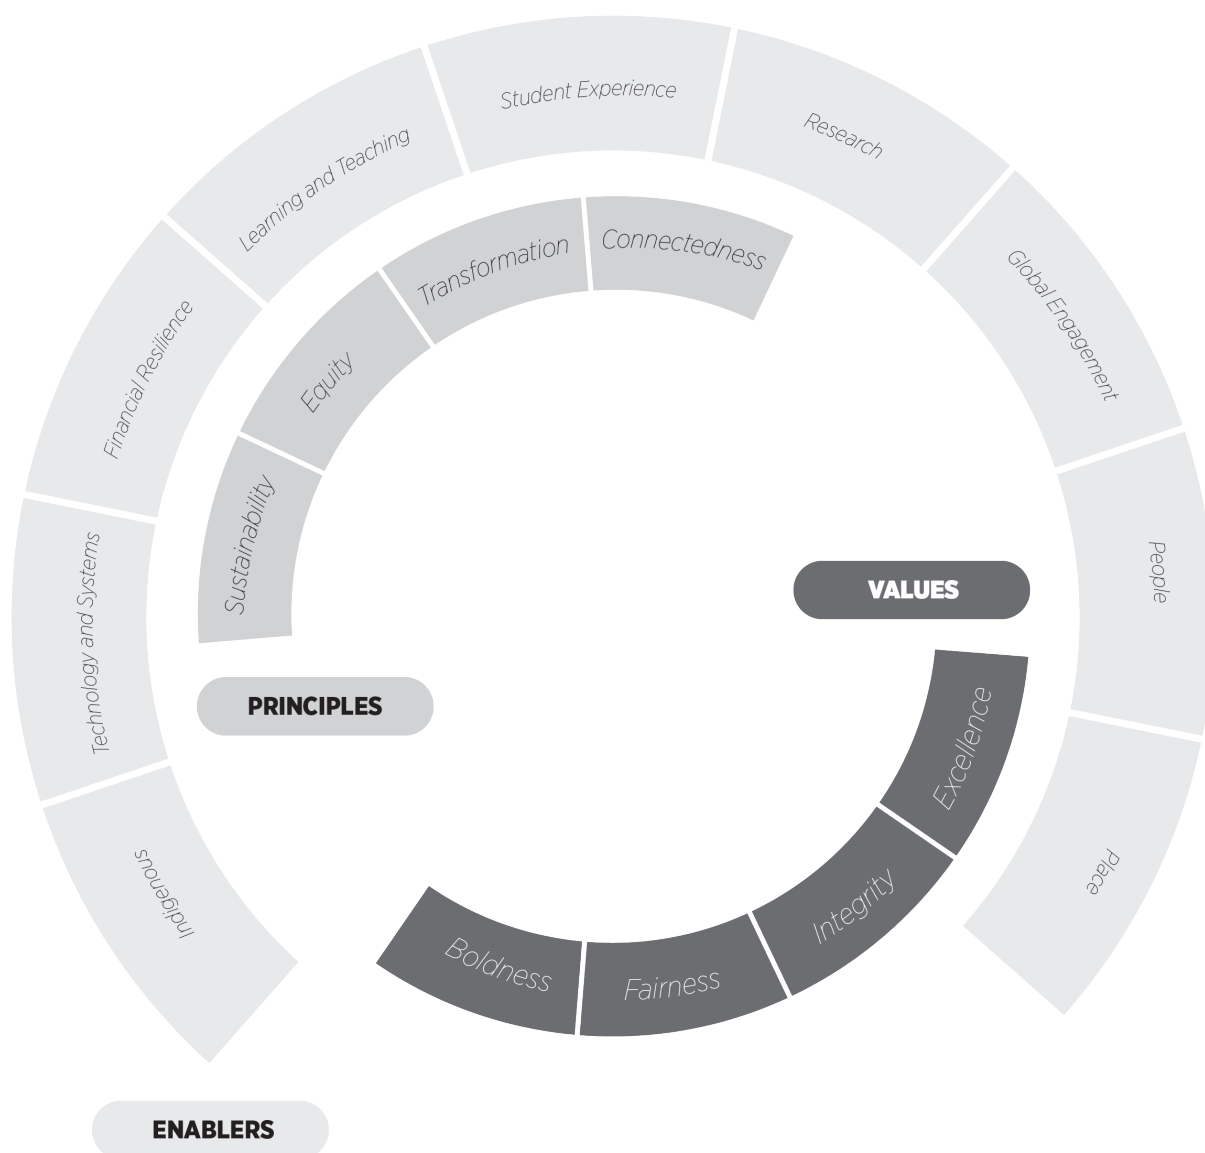 Student Experience
Research
Learning and Teaching
Global Engagement
Financial Resilience
People
Technology and Systems
Place
Indigenous
Connectedness
Transformation
Equity
Sustainability
PRINCIPLES
VALUES
Excellence
Integrity
Fairness
Boldness
ENABLERS